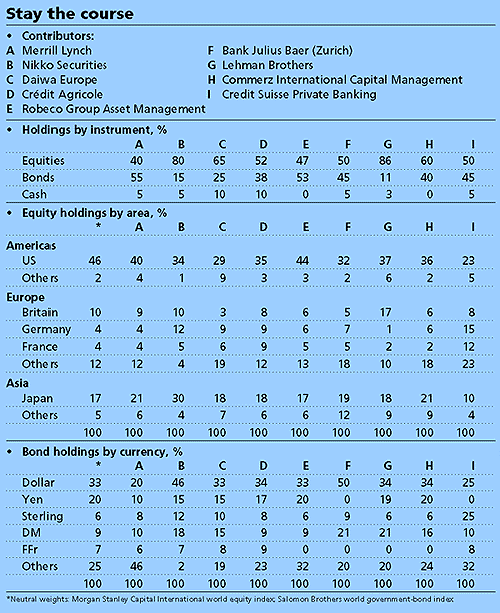 Stay the course
• Contributors:
A Merrill Lynch F Bank Julius Baer (Zurich)
B Nikko Securities G Lehman Brothers
C Daiwa Europe H Commerz International Capital Management
D Crédit Agricole I Credit Suisse Private Banking
E Robeco Group Asset Management
• Holdings by instrument, %
A B C D E F G H I
Equities 40 80 65 52 47 50 86 60 50
Bonds 55 15 25 38 53 45 11 40 45
Cash 5 5 10 10 0 5 3 0 5
• Equity holdings by area, %
* A B C D E F G H I
Americas
US 46 40 34 29 35 44 32 37 36 23
Others 2 4 1 9 3 3 2 6 2 5
Europe
Britain 10 9 10 3 8 6 5 17 6 8
Germany 4 4 12 9 9 6 7 1 6 15
France 4 4 5 6 9 5 5 2 2 12
Others 12 12 4 19 12 13 18 10 18 23
Asia
Japan 17 21 30 18 18 17 19 18 21 10
Others 5 6 4 7 6 6 12 9 9 4
100 100 100 100 100 100 100 100 100 100
• Bond holdings by currency, %
* A B C D E F G H I
Dollar 33 20 46 33 34 33 50 34 34 25
Yen 20 10 15 15 17 20 0 19 20 0
Sterling 6 8 12 10 8 6 9 6 6 25
DM 9 10 18 15 9 9 21 21 16 10
FFr 7 6 7 8 9 0 0 0 0 8
Others 25 46 2 19 23 32 20 20 24 32
100 100 100 100 100 100 100 100 100 100
*Neutral weights: Morgan Stanley Capital International world equity index; Salomon Brothers world government-bond index